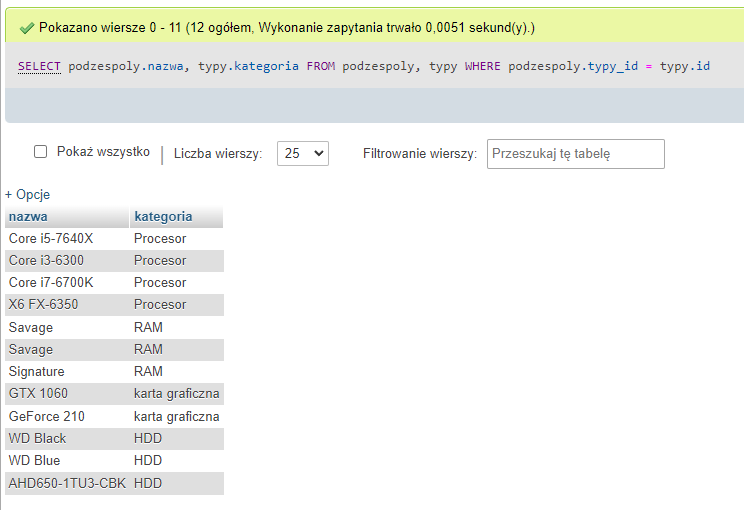 Pokazano wiersze 0 - 11 (12 ogółem, Wykonanie zapytania trwało 0,0051 sekund(y).)
SELECT podzespoly.nazwa, typy.kategoria FROM podzespoly, typy WHERE podzespoly.typy_id = typy.id
Pokaż wszystko | Liczba wierszy: 25 Filtrowanie wierszy: Przeszukaj tę tabelę
+ Opcje
nazwa kategoria
Core i5-7640X Procesor
Core i3-6300 Procesor
Core i7-6700K Procesor
X6 FX-6350 Procesor
Savage RAM
Savage RAM
Signature RAM
GTX 1060 karta graficzna
GeForce 210 karta graficzna
WD Black HDD
WD Blue HDD
AHD650-1TU3-CBK HDD